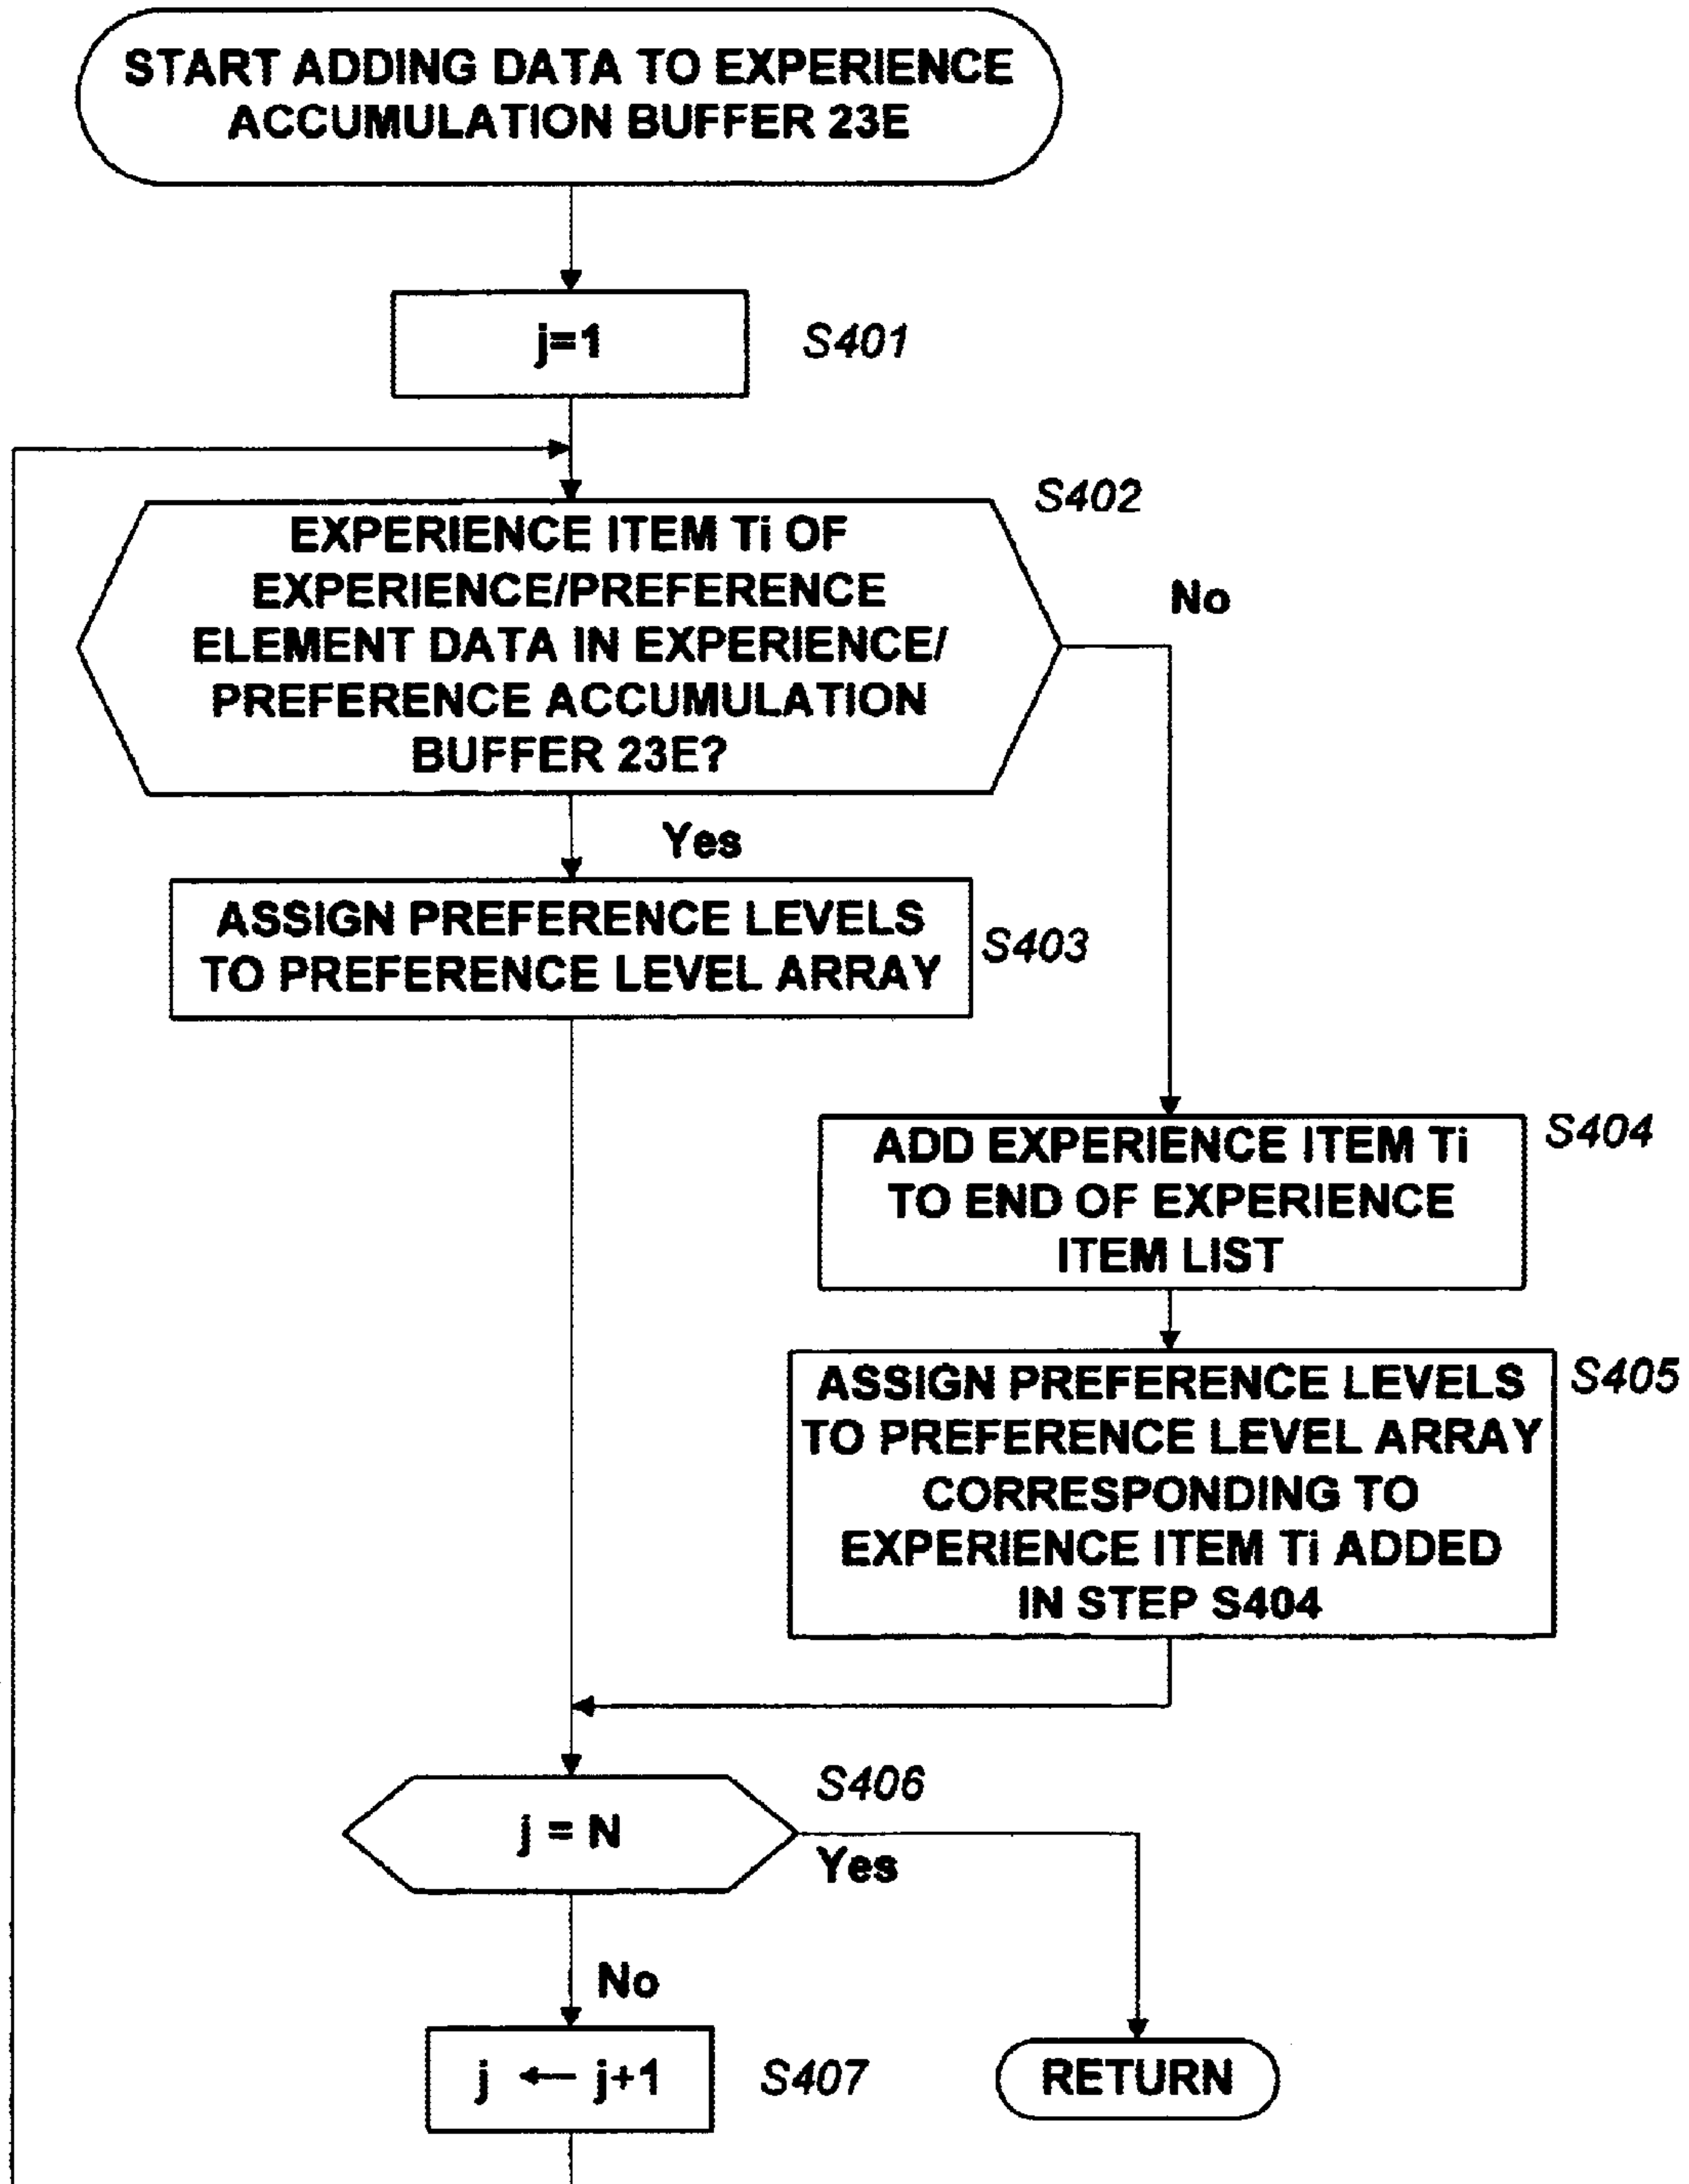 START ADDING DATA TO EXPERIENCE
ACCUMULATION BUFFER 23E
j=1
S401
S402
EXPERIENCE ITEM Ti OF
EXPERIENCE/PREFERENCE
ELEMENT DATA IN EXPERIENCE/
PREFERENCE ACCUMULATION
BUFFER 23E?
No
Yes
ASSIGN PREFERENCE LEVELS
TO PREFERENCE LEVEL ARRAY
S403
ADD EXPERIENCE ITEM Ti
TO END OF EXPERIENCE
ITEM LIST
S404
ASSIGN PREFERENCE LEVELS
TO PREFERENCE LEVEL ARRAY
CORRESPONDING TO
EXPERIENCE ITEM Ti ADDED
IN STEP S404
S405
S406
j = N
Yes
No
j ← j+1
S407
RETURN